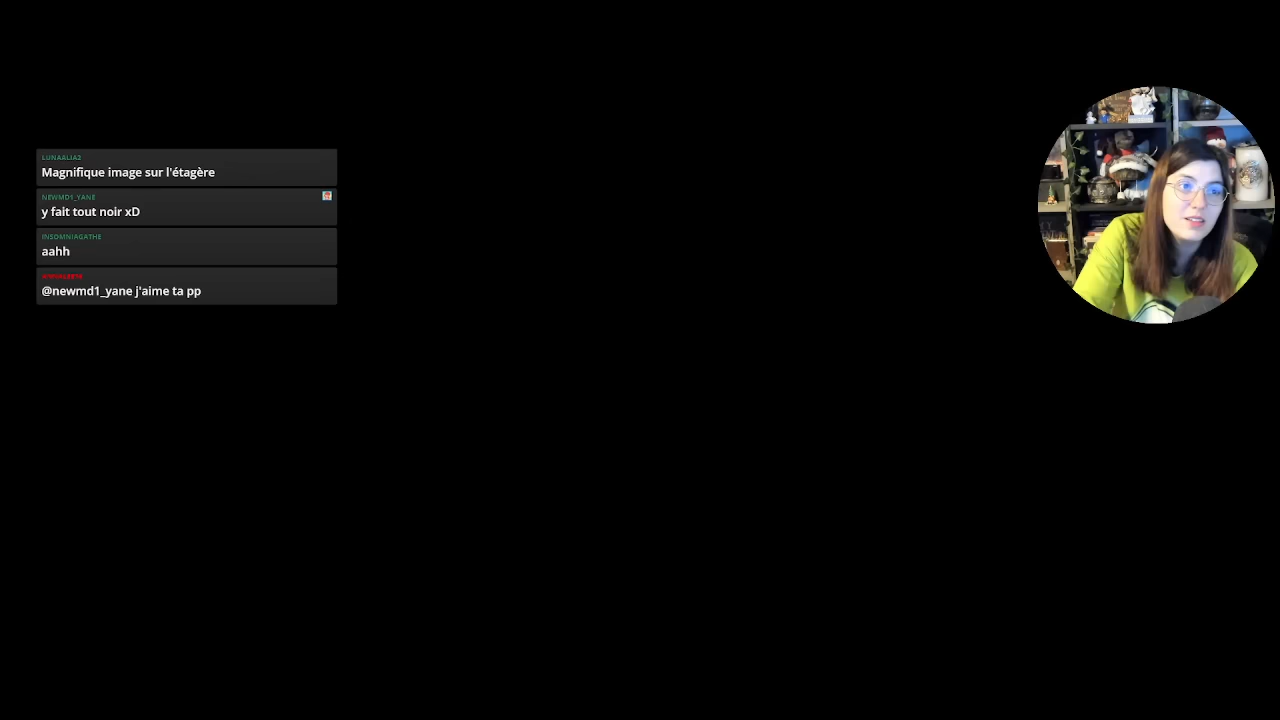 LUNAALIA2
Magnifique image sur l'étagère
NEWMD1_YANE
y fait tout noir xD
INSOMNIAGATHE
aahh
@newmd1_yane j'aime ta pp